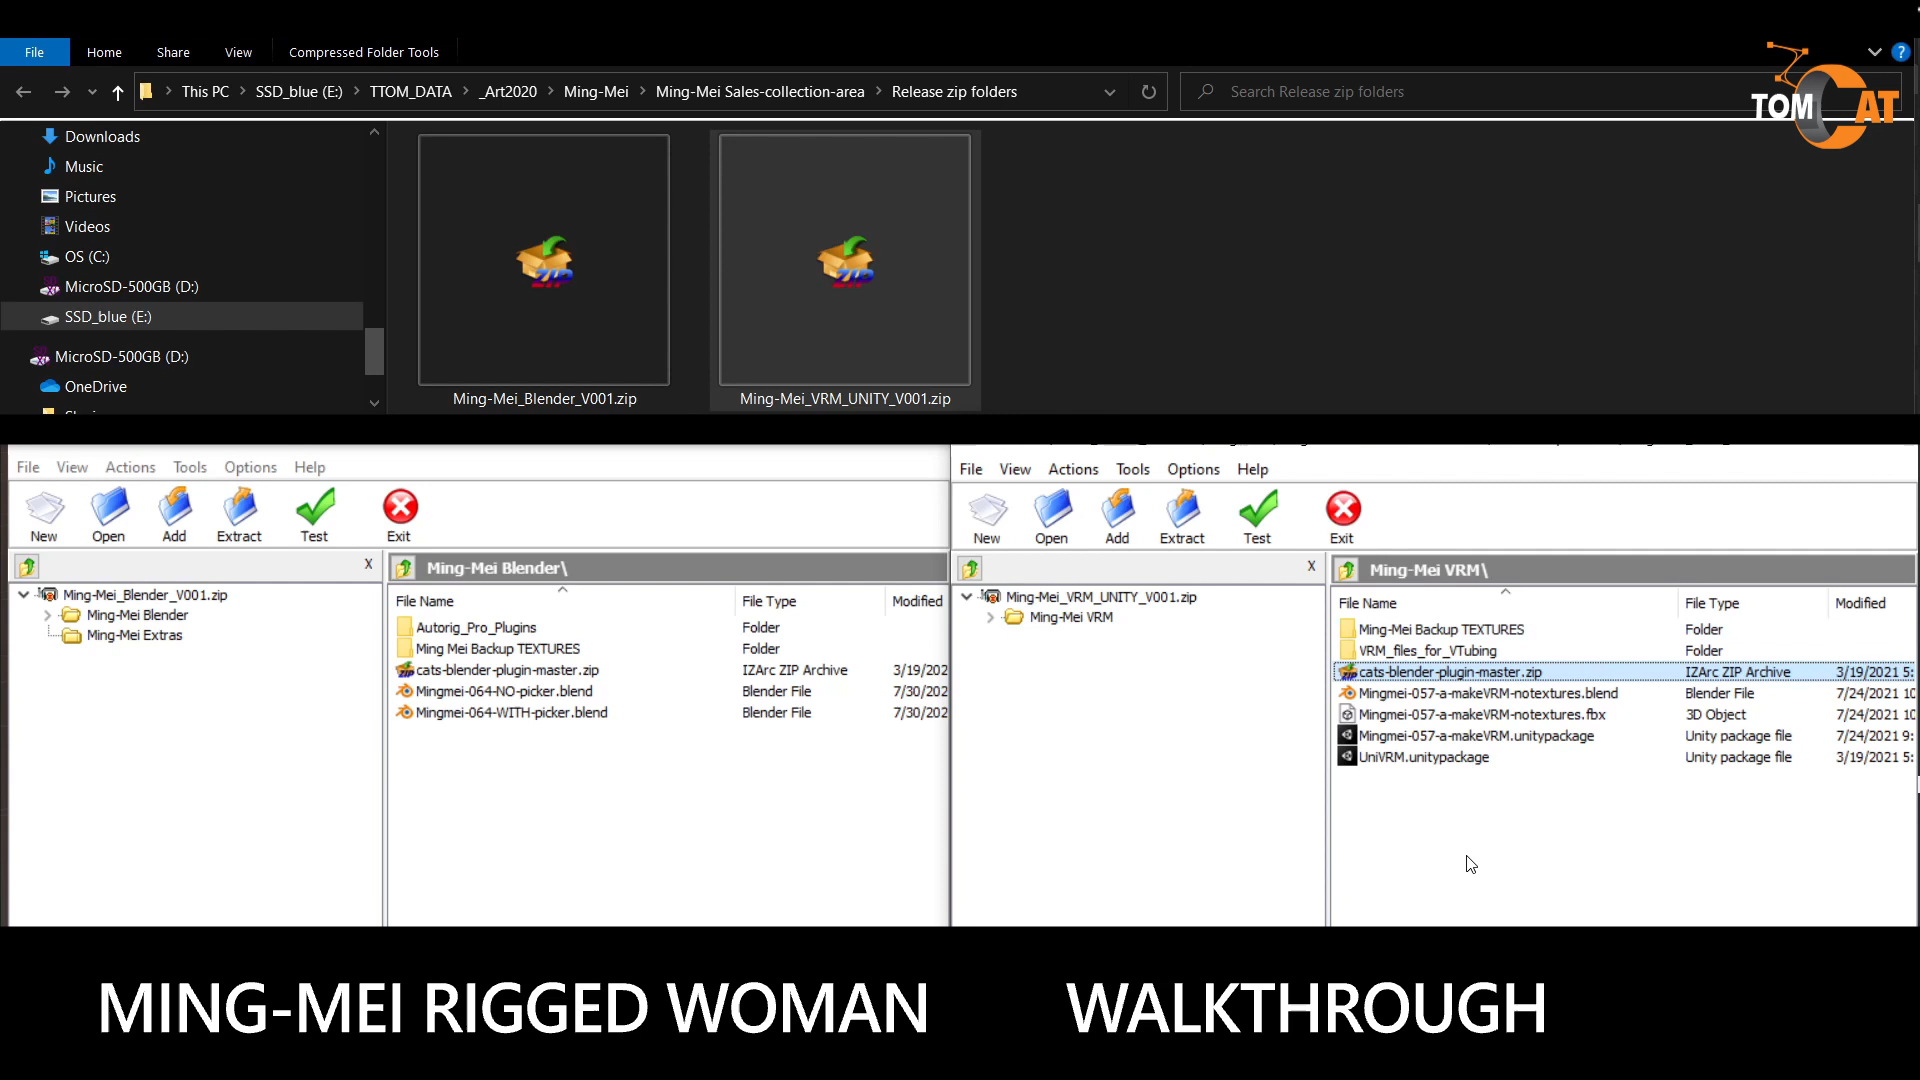 File Home Share View Compressed Folder Tools
This PC SSD_blue (E:) TTOM_DATA _Art2020 Ming-Mei Ming-Mei Sales-collection-area Release zip folders
Search Release zip folders
?
TOM CAT
Downloads
Music
Pictures
Videos
OS (C:)
MicroSD-500GB (D:)
SSD_blue (E:)
MicroSD-500GB (D:)
OneDrive
ZIP
ZIP
Ming-Mei_Blender_V001.zip
Ming-Mei_VRM_UNITY_V001.zip
File View Actions Tools Options Help
New Open Add Extract Test Exit
X
Ming-Mei_Blender_V001.zip
Ming-Mei Blender
Ming-Mei Extras
Ming-Mei Blender\
File Name File Type Modified
Autorig_Pro_Plugins Folder
Ming Mei Backup TEXTURES Folder
cats-blender-plugin-master.zip IZArc ZIP Archive 3/19/202
Mingmei-064-NO-picker.blend Blender File 7/30/202
Mingmei-064-WITH-picker.blend Blender File 7/30/202
File View Actions Tools Options Help
New Open Add Extract Test Exit
X
Ming-Mei_VRM_UNITY_V001.zip
Ming-Mei VRM
Ming-Mei VRM\
File Name File Type Modified
Ming-Mei Backup TEXTURES Folder
VRM_files_for_VTubing Folder
cats-blender-plugin-master.zip IZArc ZIP Archive 3/19/2021 5:
Mingmei-057-a-makeVRM-notextures.blend Blender File 7/24/2021 10
Mingmei-057-a-makeVRM-notextures.fbx 3D Object 7/24/2021 10
Mingmei-057-a-makeVRM.unitypackage Unity package file 7/24/2021 9:
UniVRM.unitypackage Unity package file 3/19/2021 5:
MING-MEI RIGGED WOMAN WALKTHROUGH